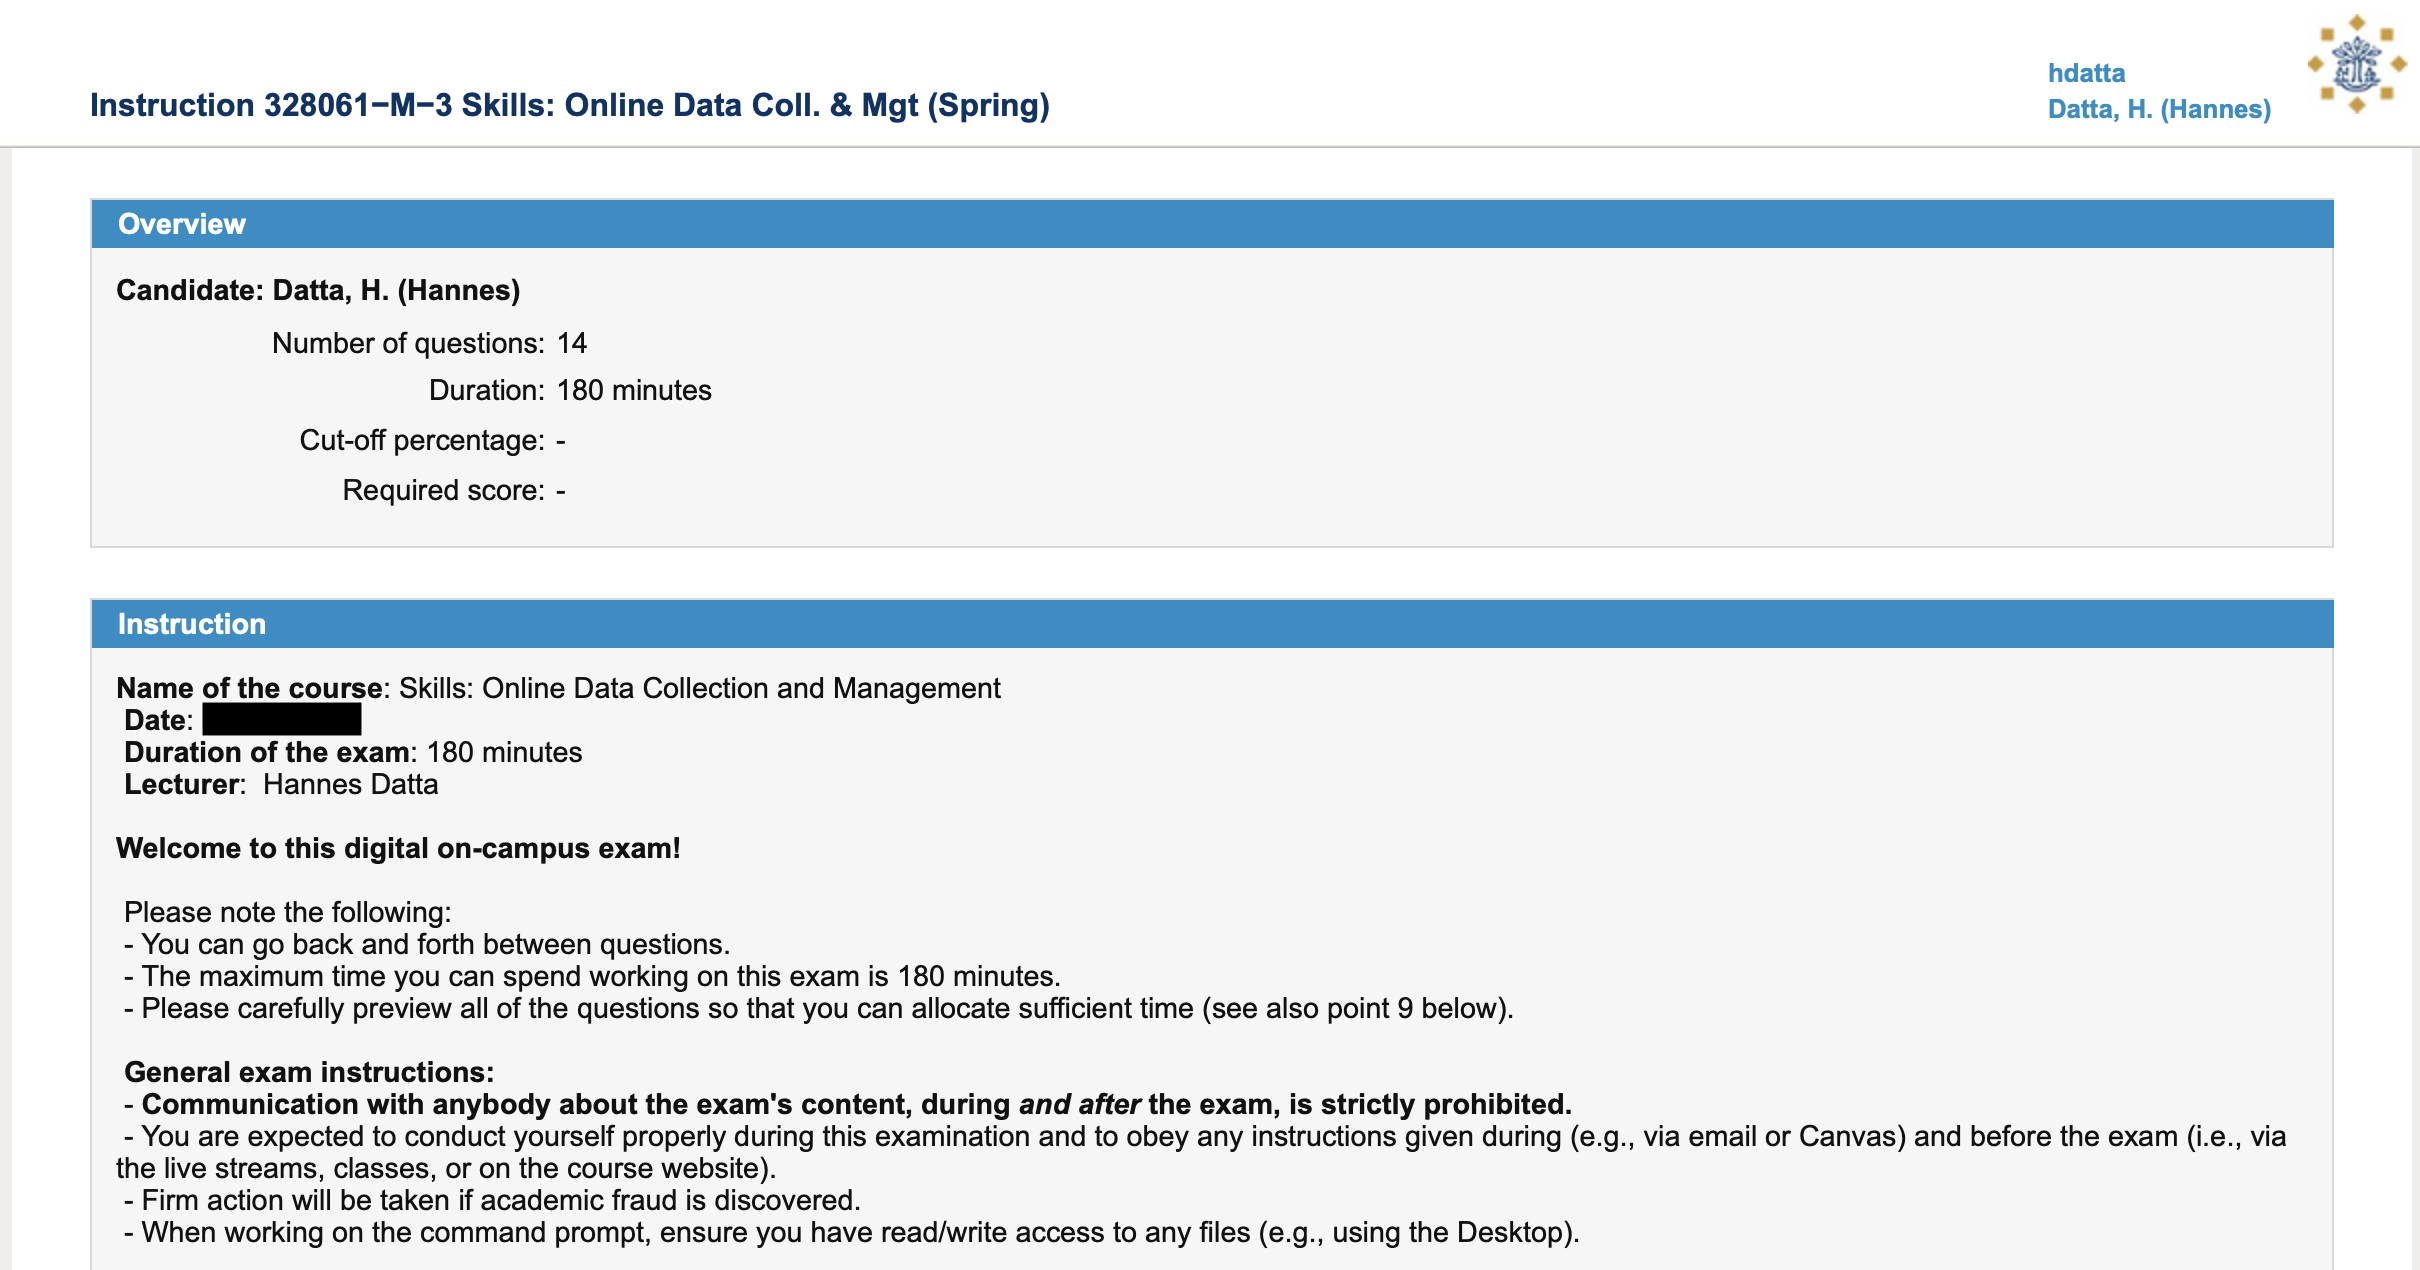 hdatta
Instruction 328061−M−3 Skills: Online Data Coll. & Mgt (Spring)
Datta, H. (Hannes)
Overview
Candidate: Datta, H. (Hannes)
Number of questions: 14
Duration: 180 minutes
Cut-off percentage: -
Required score: -
Instruction
Name of the course: Skills: Online Data Collection and Management
Date:
Duration of the exam: 180 minutes
Lecturer: Hannes Datta
Welcome to this digital on-campus exam!
Please note the following:
- You can go back and forth between questions.
- The maximum time you can spend working on this exam is 180 minutes.
- Please carefully preview all of the questions so that you can allocate sufficient time (see also point 9 below).
General exam instructions:
- Communication with anybody about the exam's content, during and after the exam, is strictly prohibited.
- You are expected to conduct yourself properly during this examination and to obey any instructions given during (e.g., via email or Canvas) and before the exam (i.e., via
the live streams, classes, or on the course website).
- Firm action will be taken if academic fraud is discovered.
- When working on the command prompt, ensure you have read/write access to any files (e.g., using the Desktop).